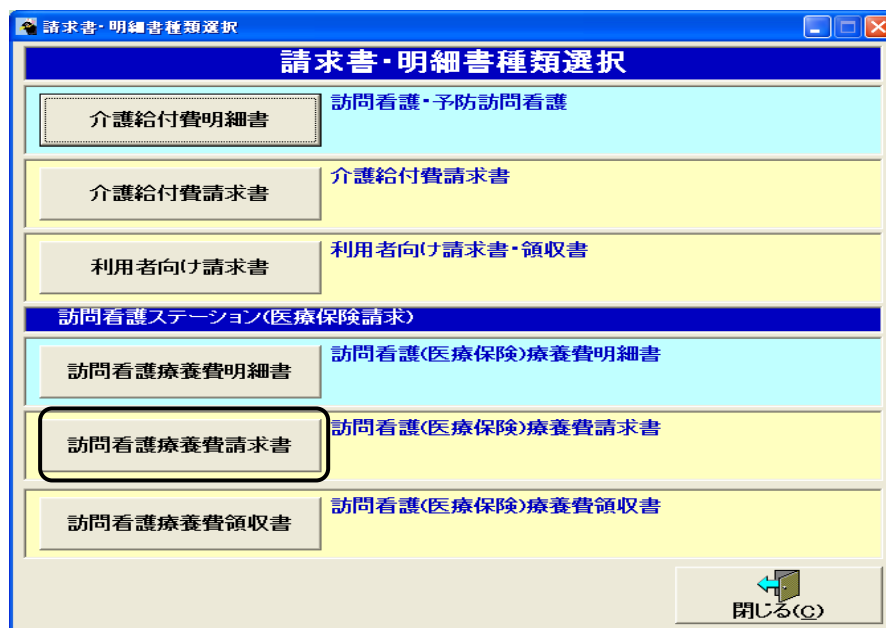 請求書・明細書種類選択
請求書・明細書種類選択
介護給付費明細書
訪問看護・予防訪問看護
介護給付費請求書
介護給付費請求書
利用者向け請求書
利用者向け請求書・領収書
訪問看護ステーション(医療保険請求)
訪問看護療養費明細書
訪問看護(医療保険)療養費明細書
訪問看護療養費請求書
訪問看護(医療保険)療養費請求書
訪問看護療養費領収書
訪問看護(医療保険)療養費領収書
閉じる(C)